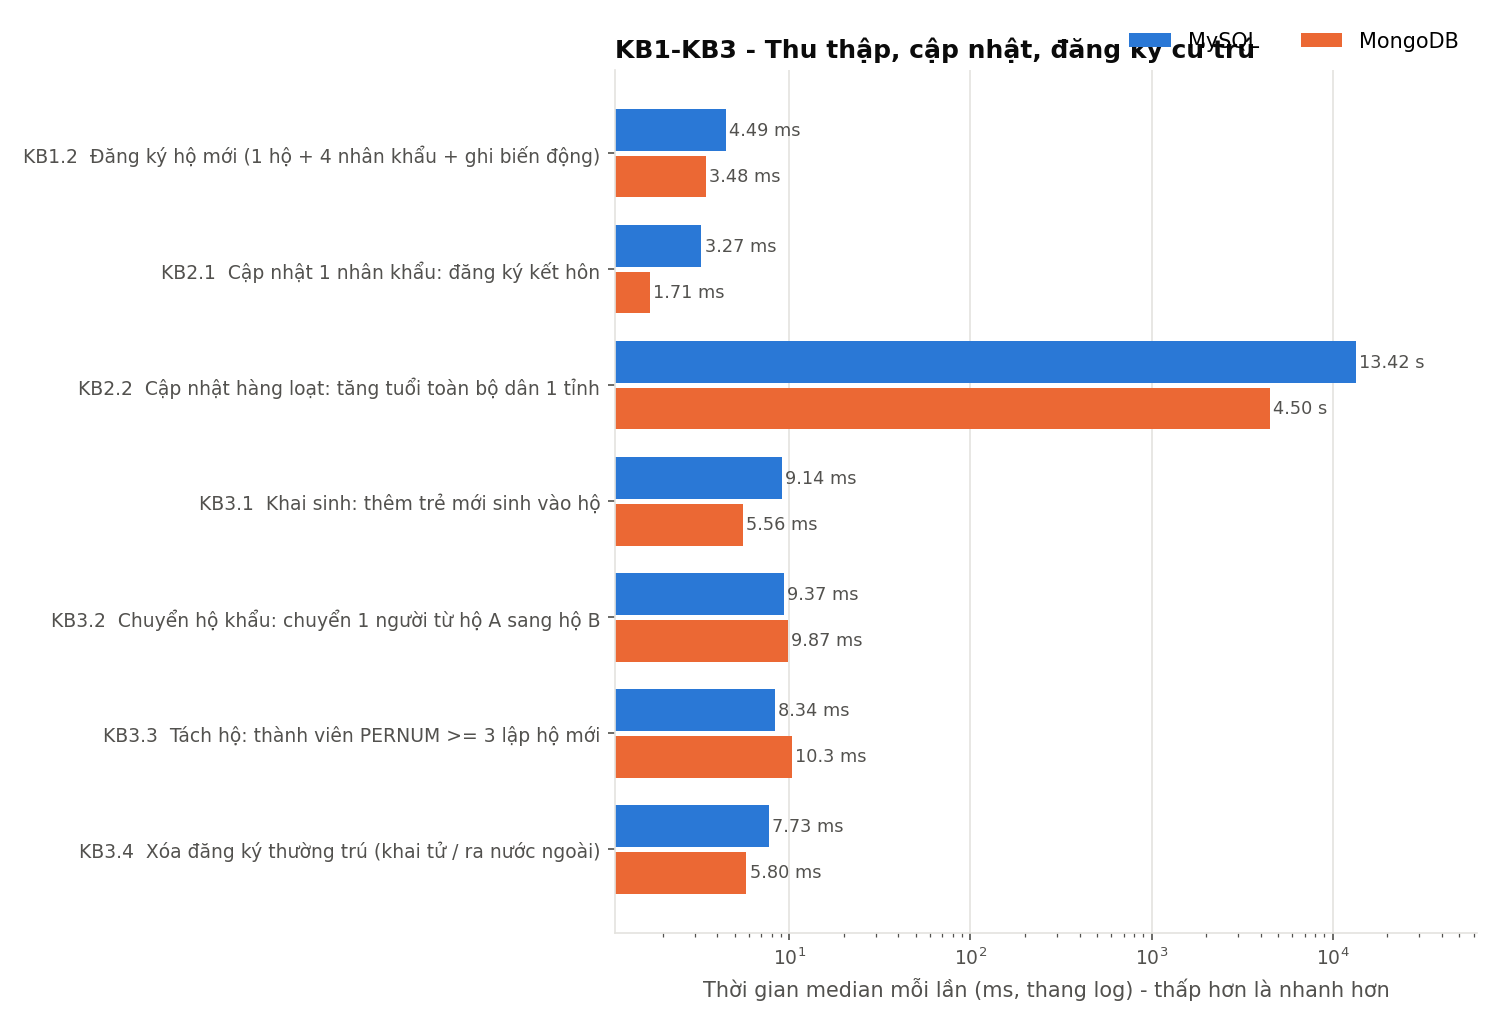 KB1-KB3 - Thu thập, cập nhật, đăng ký cư trú
MySQL
MongoDB
KB1.2 Đăng ký hộ mới (1 hộ + 4 nhân khẩu + ghi biến động)
4.49 ms
3.48 ms
KB2.1 Cập nhật 1 nhân khẩu: đăng ký kết hôn
3.27 ms
1.71 ms
KB2.2 Cập nhật hàng loạt: tăng tuổi toàn bộ dân 1 tỉnh
13.42 s
4.50 s
KB3.1 Khai sinh: thêm trẻ mới sinh vào hộ
9.14 ms
5.56 ms
KB3.2 Chuyển hộ khẩu: chuyển 1 người từ hộ A sang hộ B
9.37 ms
9.87 ms
KB3.3 Tách hộ: thành viên PERNUM >= 3 lập hộ mới
8.34 ms
10.3 ms
KB3.4 Xóa đăng ký thường trú (khai tử / ra nước ngoài)
7.73 ms
5.80 ms
10¹ 10² 10³ 10⁴
Thời gian median mỗi lần (ms, thang log) - thấp hơn là nhanh hơn